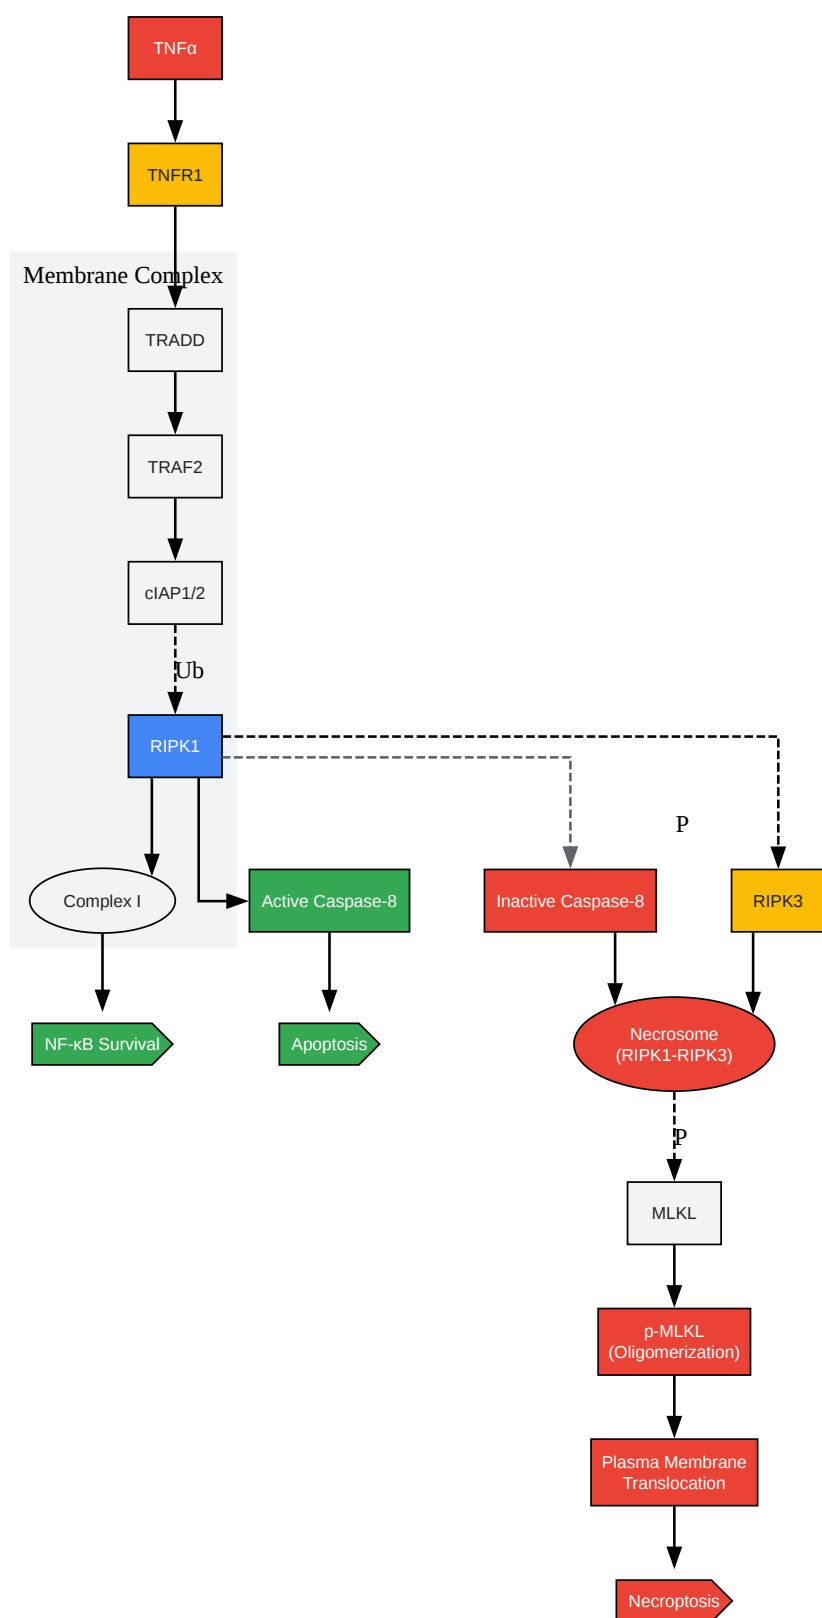 TNFα
TNFR1
Membrane Complex
TRADD
TRAF2
cIAP1/2
Ub
RIPK1
P
Complex I
Active Caspase-8
Inactive Caspase-8
RIPK3
NF-κB Survival
Apoptosis
Necrosome
(RIPK1-RIPK3)
P
MLKL
p-MLKL
(Oligomerization)
Plasma Membrane
Translocation
Necroptosis